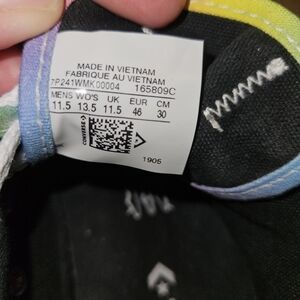 MADE IN VIETNAM
FABRIQUE AU VIETNAM
7P241WMK00004 165809C
MENS WO'S UK EUR CM
11.5 13.5 11.5 46 30
CONVERSE
1905